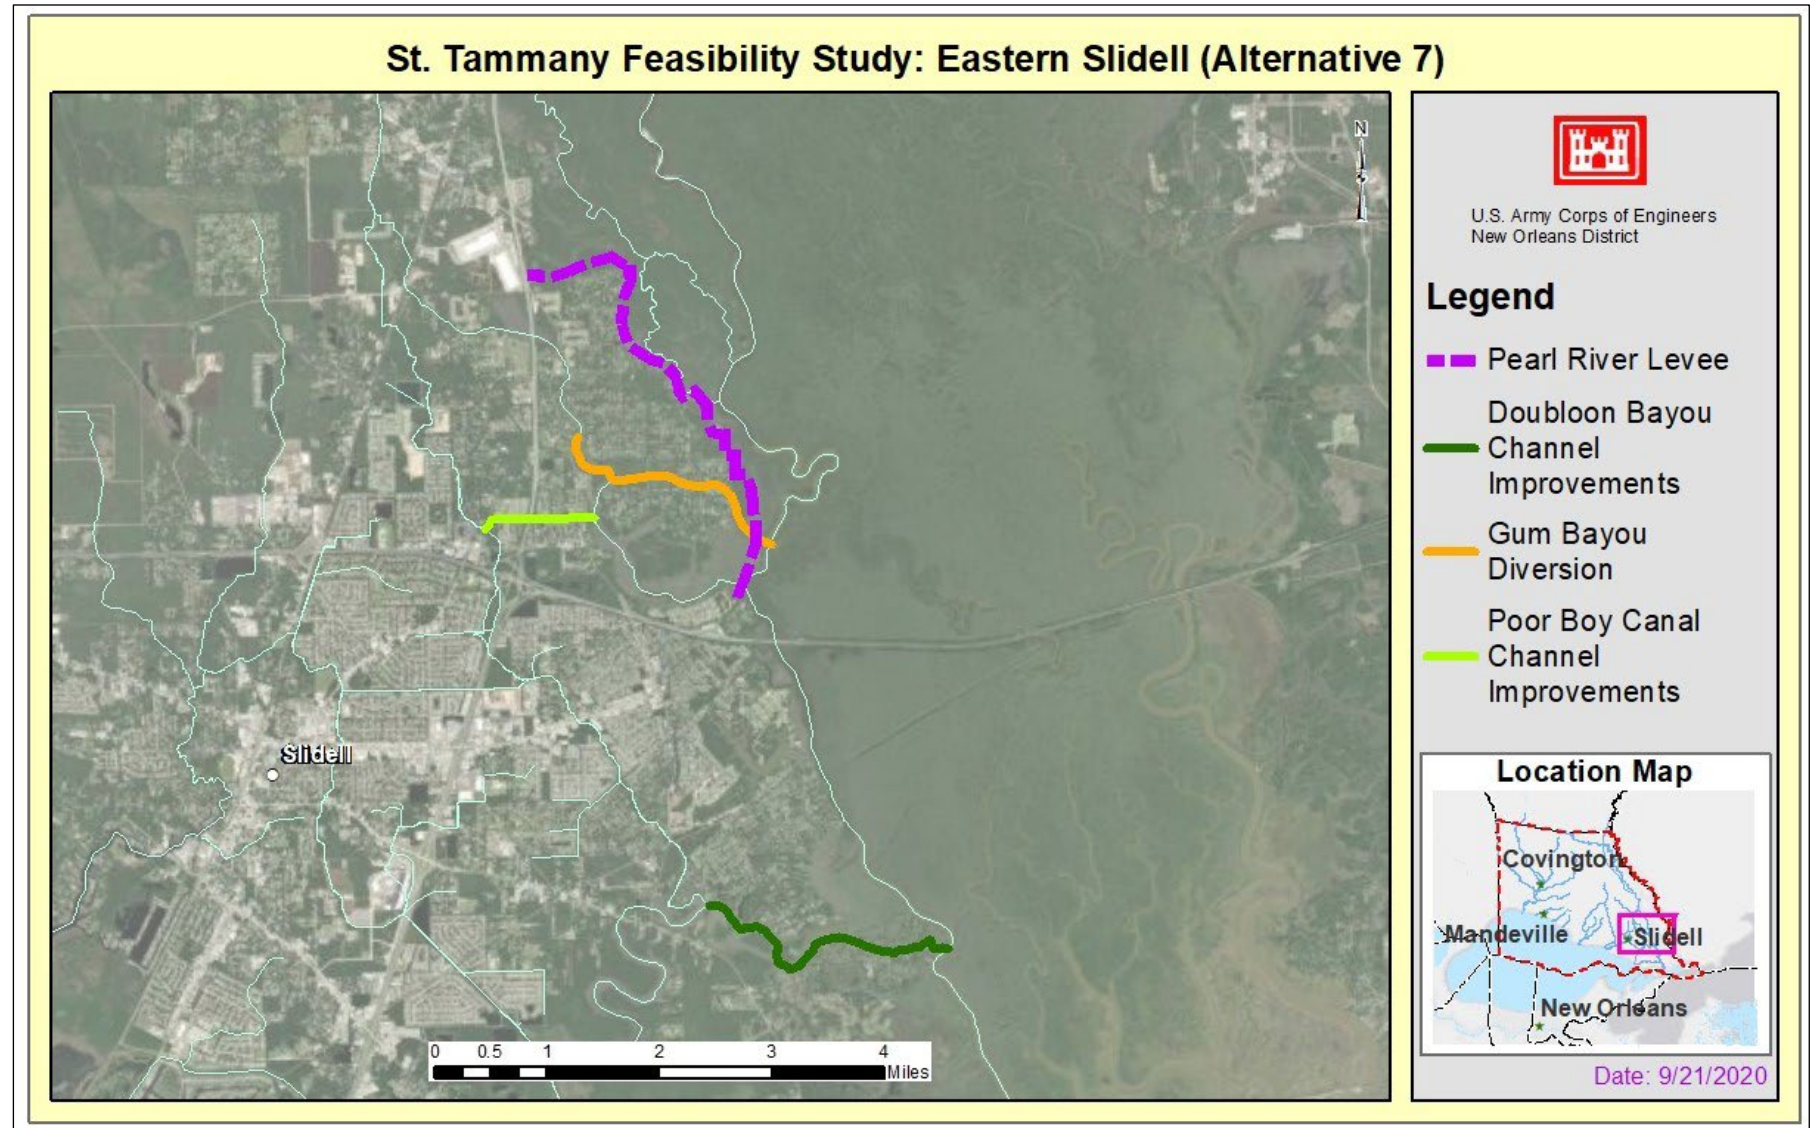 St. Tammany Feasibility Study: Eastern Slidell (Alternative 7)
N
Slidell
0 0.5 1 2 3 4
Miles
U.S. Army Corps of Engineers
New Orleans District
Legend
Pearl River Levee
Doubloon Bayou
Channel
Improvements
Gum Bayou
Diversion
Poor Boy Canal
Channel
Improvements
Location Map
Covington
Mandeville
Slidell
New Orleans
Date: 9/21/2020